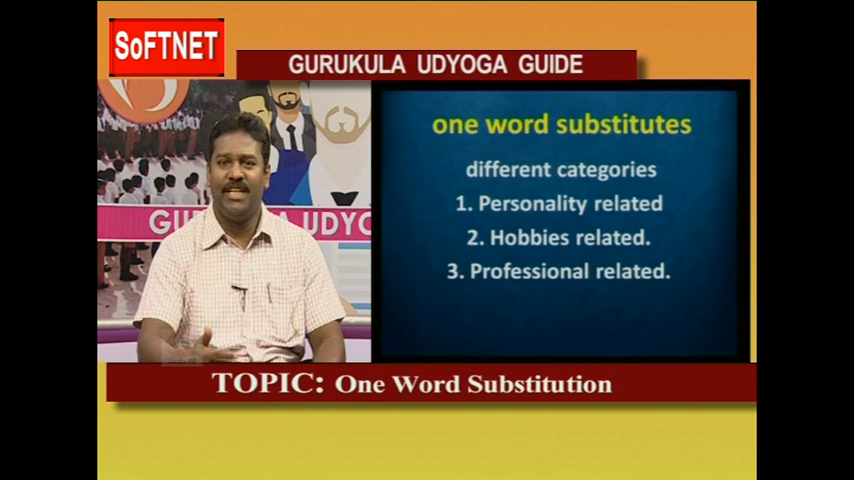 SoFTNET
GURUKULA UDYOGA GUIDE
one word substitutes
different categories
1. Personality related
2. Hobbies related.
3. Professional related.
TOPIC: One Word Substitution